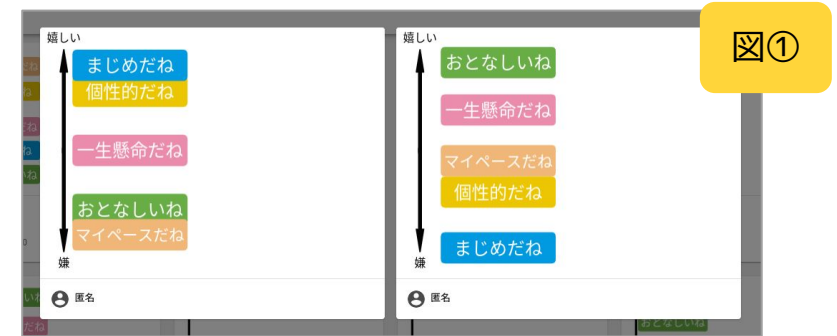 図①
嬉しい
まじめだね
個性的だね
一生懸命だね
おとなしいね
マイペースだね
嫌
匿名
嬉しい
おとなしいね
一生懸命だね
マイペースだね
個性的だね
まじめだね
嫌
匿名
おとなしいね